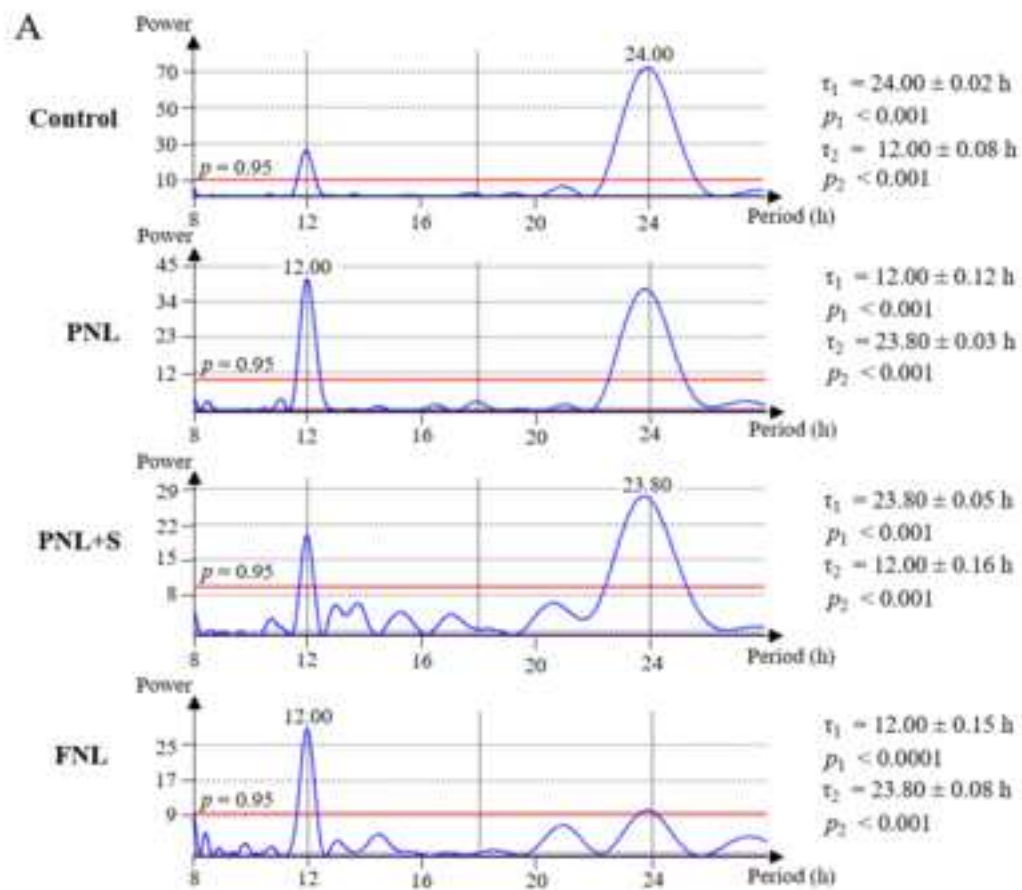 A
Power
24.00
70
50
Control
30
p = 0.95
10
8 12 16 20 24 Period (h)
τ₁ = 24.00 ± 0.02 h
p₁ < 0.001
τ₂ = 12.00 ± 0.08 h
p₂ < 0.001
Power
45
12.00
34
PNL
23
p = 0.95
12
8 12 16 20 24 Period (h)
τ₁ = 12.00 ± 0.12 h
p₁ < 0.001
τ₂ = 23.80 ± 0.03 h
p₂ < 0.001
Power
29
23.80
22
PNL+S
15
p = 0.95
8
8 12 16 20 24 Period (h)
τ₁ = 23.80 ± 0.05 h
p₁ < 0.001
τ₂ = 12.00 ± 0.16 h
p₂ < 0.001
Power
12.00
25
FNL
17
p = 0.95
9
8 12 16 20 24 Period (h)
τ₁ = 12.00 ± 0.15 h
p₁ < 0.0001
τ₂ = 23.80 ± 0.08 h
p₂ < 0.001